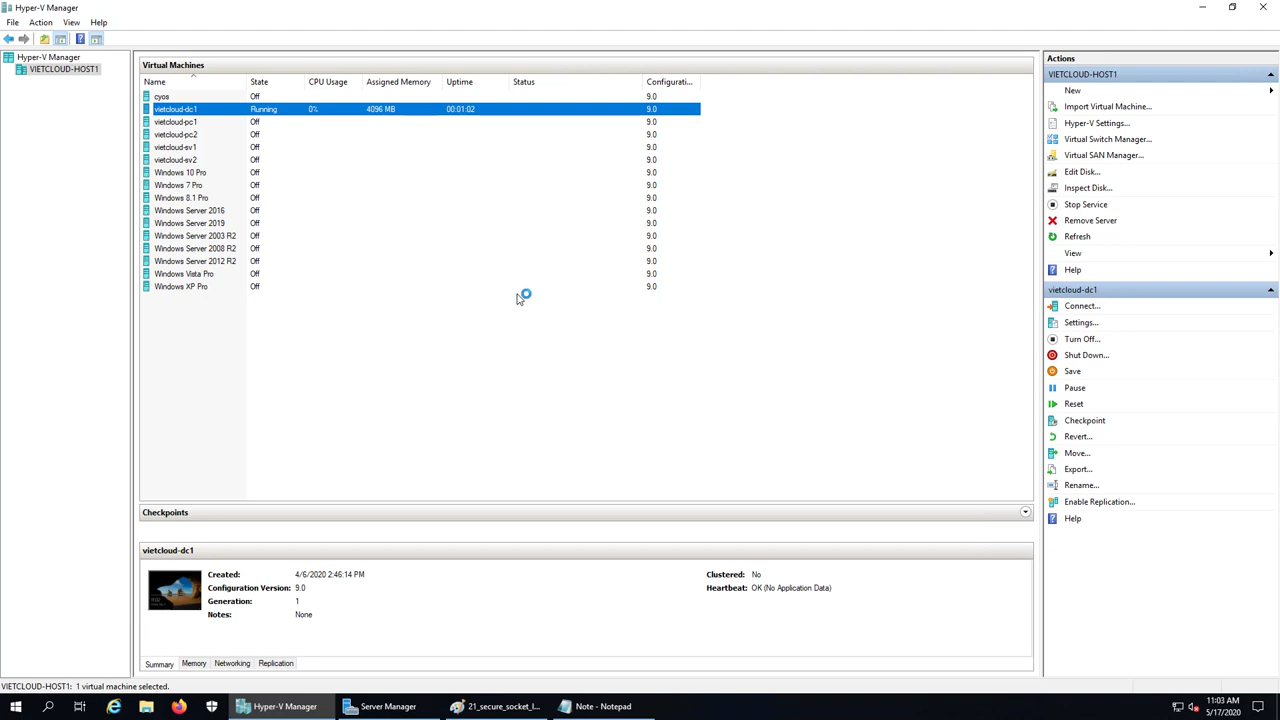 Hyper-V Manager
File Action View Help
Hyper-V Manager
VIETCLOUD-HOST1
Virtual Machines
Name State CPU Usage Assigned Memory Uptime Status Configurati...
cyos Off 9.0
vietcloud-dc1 Running 0% 4096 MB 00:01:02 9.0
vietcloud-pc1 Off 9.0
vietcloud-pc2 Off 9.0
vietcloud-sv1 Off 9.0
vietcloud-sv2 Off 9.0
Windows 10 Pro Off 9.0
Windows 7 Pro Off 9.0
Windows 8.1 Pro Off 9.0
Windows Server 2016 Off 9.0
Windows Server 2019 Off 9.0
Windows Server 2003 R2 Off 9.0
Windows Server 2008 R2 Off 9.0
Windows Server 2012 R2 Off 9.0
Windows Vista Pro Off 9.0
Windows XP Pro Off 9.0
Checkpoints
vietcloud-dc1
Created: 4/6/2020 2:46:14 PM Clustered: No
Configuration Version: 9.0 Heartbeat: OK (No Application Data)
Generation: 1
Notes: None
Summary Memory Networking Replication
Actions
VIETCLOUD-HOST1
New
Import Virtual Machine...
Hyper-V Settings...
Virtual Switch Manager...
Virtual SAN Manager...
Edit Disk...
Inspect Disk...
Stop Service
Remove Server
Refresh
View
Help
vietcloud-dc1
Connect...
Settings...
Turn Off...
Shut Down...
Save
Pause
Reset
Checkpoint
Revert...
Move...
Export...
Rename...
Enable Replication...
Help
VIETCLOUD-HOST1: 1 virtual machine selected.
Hyper-V Manager Server Manager 21_secure_socket_l... Note - Notepad 11:03 AM
5/17/2020